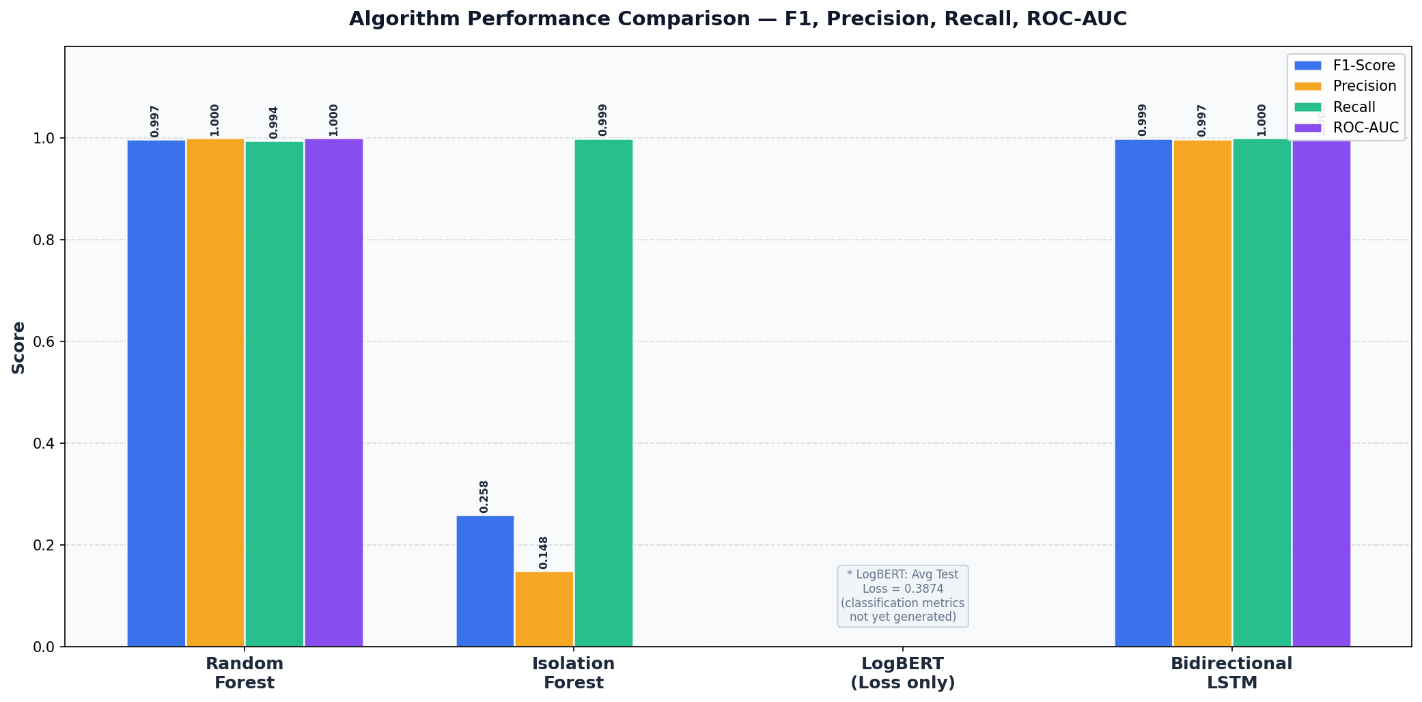 Algorithm Performance Comparison — F1, Precision, Recall, ROC-AUC
F1-Score
Precision
Recall
ROC-AUC
0.997
1.000
0.994
1.000
0.258
0.148
0.999
0.999
0.997
1.000
Score
1.0
0.8
0.6
0.4
0.2
0.0
* LogBERT: Avg Test
Loss = 0.3874
(classification metrics
not yet generated)
Random
Forest
Isolation
Forest
LogBERT
(Loss only)
Bidirectional
LSTM